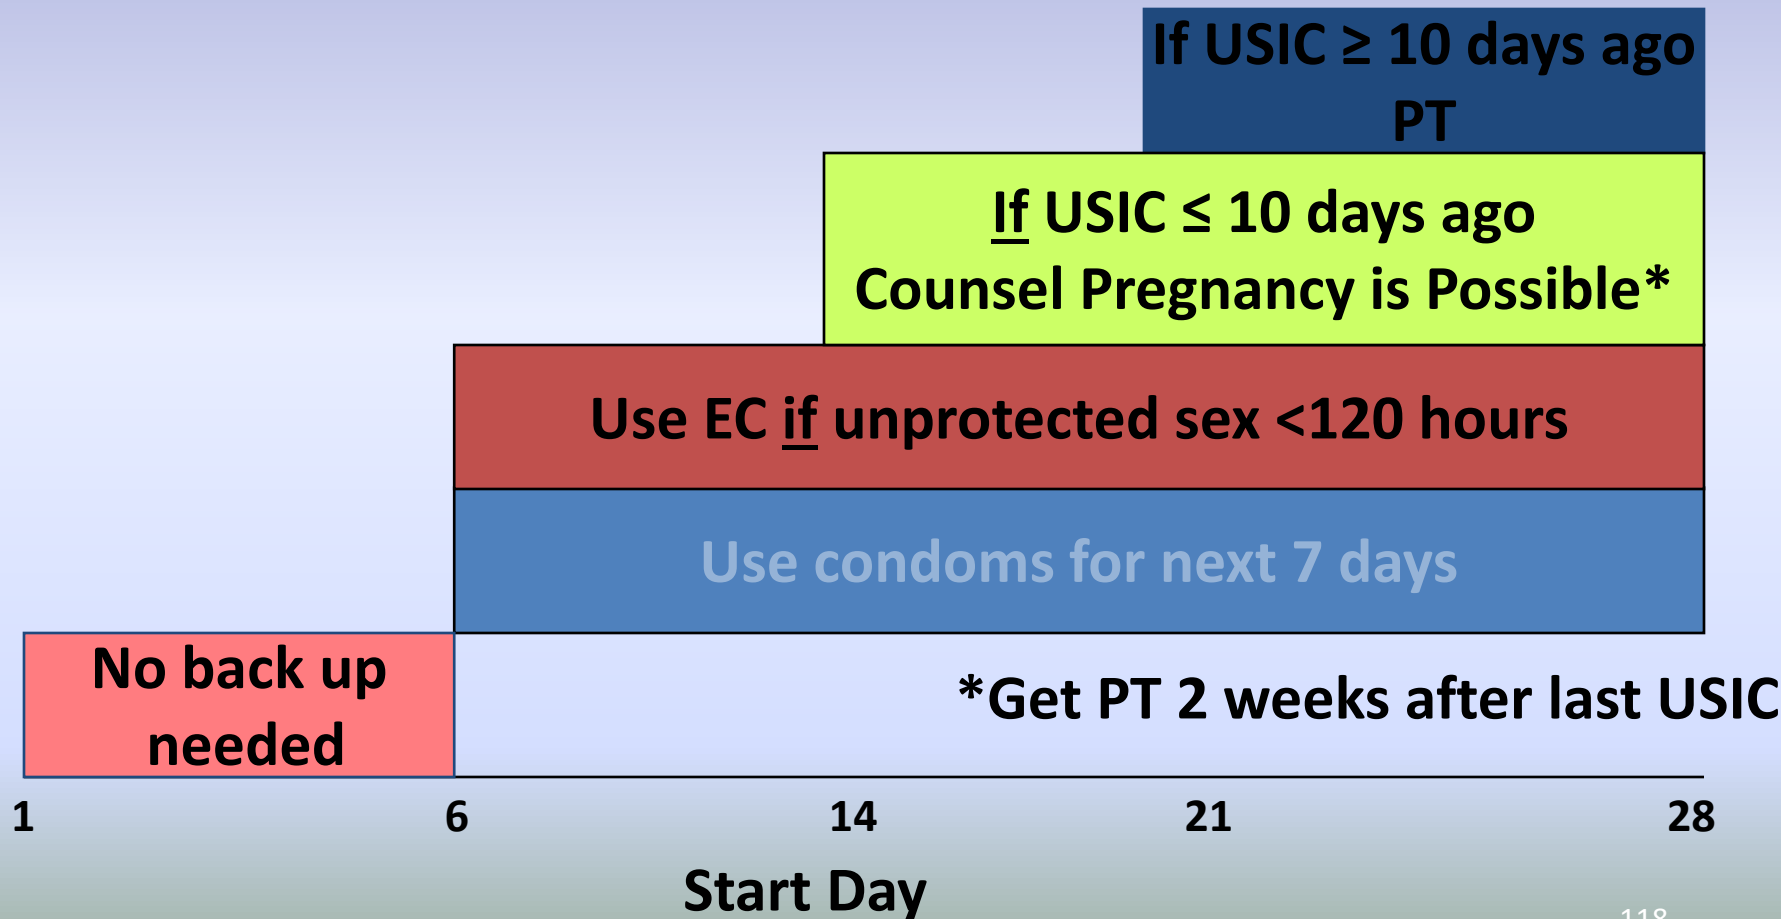 If USIC ≥ 10 days ago
PT
If USIC ≤ 10 days ago
Counsel Pregnancy is Possible*
Use EC if unprotected sex <120 hours
Use condoms for next 7 days
No back up
needed
*Get PT 2 weeks after last USIC
1 6 14 21 28
Start Day
118